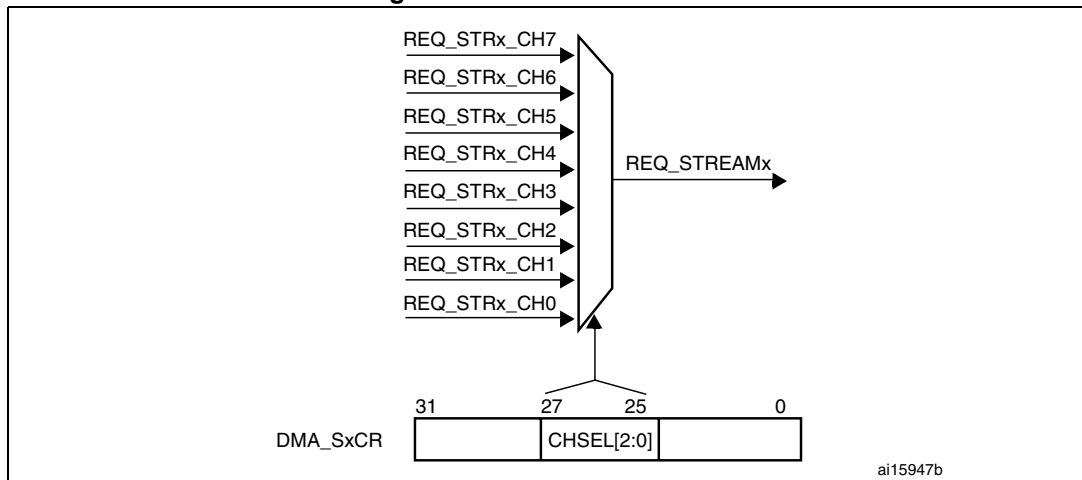 REQ_STRx_CH7
REQ_STRx_CH6
REQ_STRx_CH5
REQ_STRx_CH4
REQ_STREAMx
REQ_STRx_CH3
REQ_STRx_CH2
REQ_STRx_CH1
REQ_STRx_CH0
31 27 25 0
DMA_SxCR CHSEL[2:0]
ai15947b